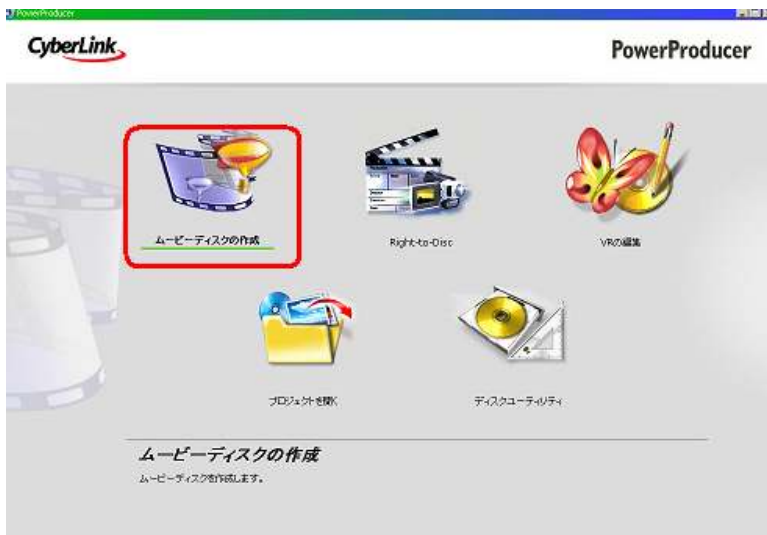 PowerProducer
CyberLink
PowerProducer
ムービーディスクの作成
Right-to-Disc
VRの編集
プロジェクトを開く
ディスクユーティリティ
ムービーディスクの作成
ムービーディスクを作成します。